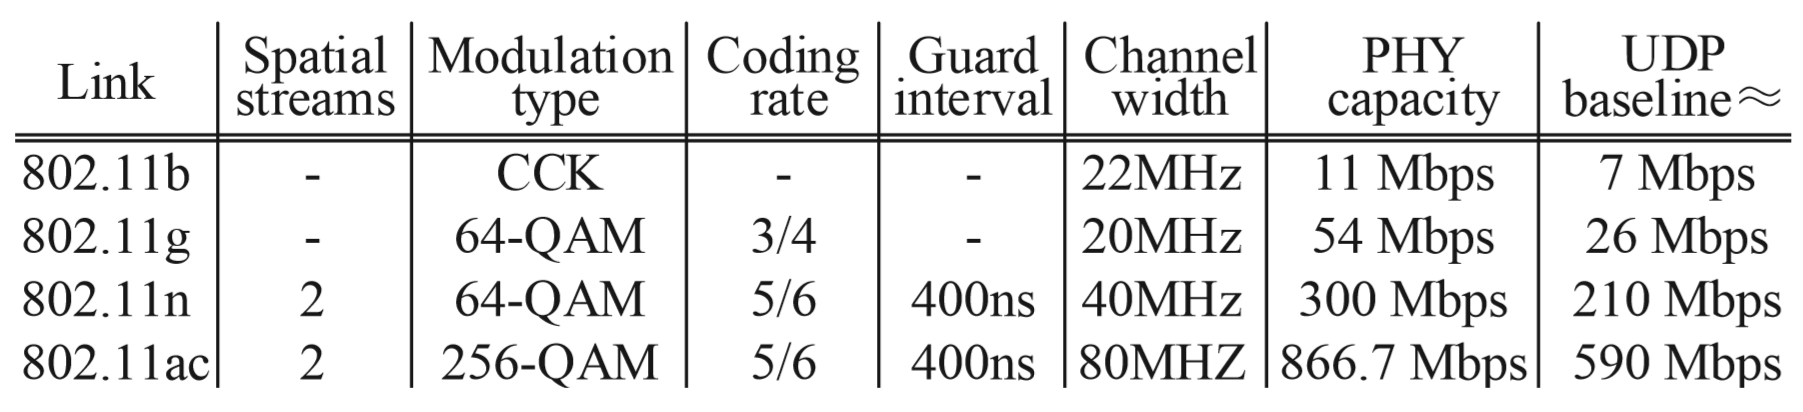 Link | Spatial streams | Modulation type | Coding rate | Guard interval | Channel width | PHY capacity | UDP baseline≈
802.11b | - | CCK | - | - | 22MHz | 11 Mbps | 7 Mbps
802.11g | - | 64-QAM | 3/4 | - | 20MHz | 54 Mbps | 26 Mbps
802.11n | 2 | 64-QAM | 5/6 | 400ns | 40MHz | 300 Mbps | 210 Mbps
802.11ac | 2 | 256-QAM | 5/6 | 400ns | 80MHZ | 866.7 Mbps | 590 Mbps